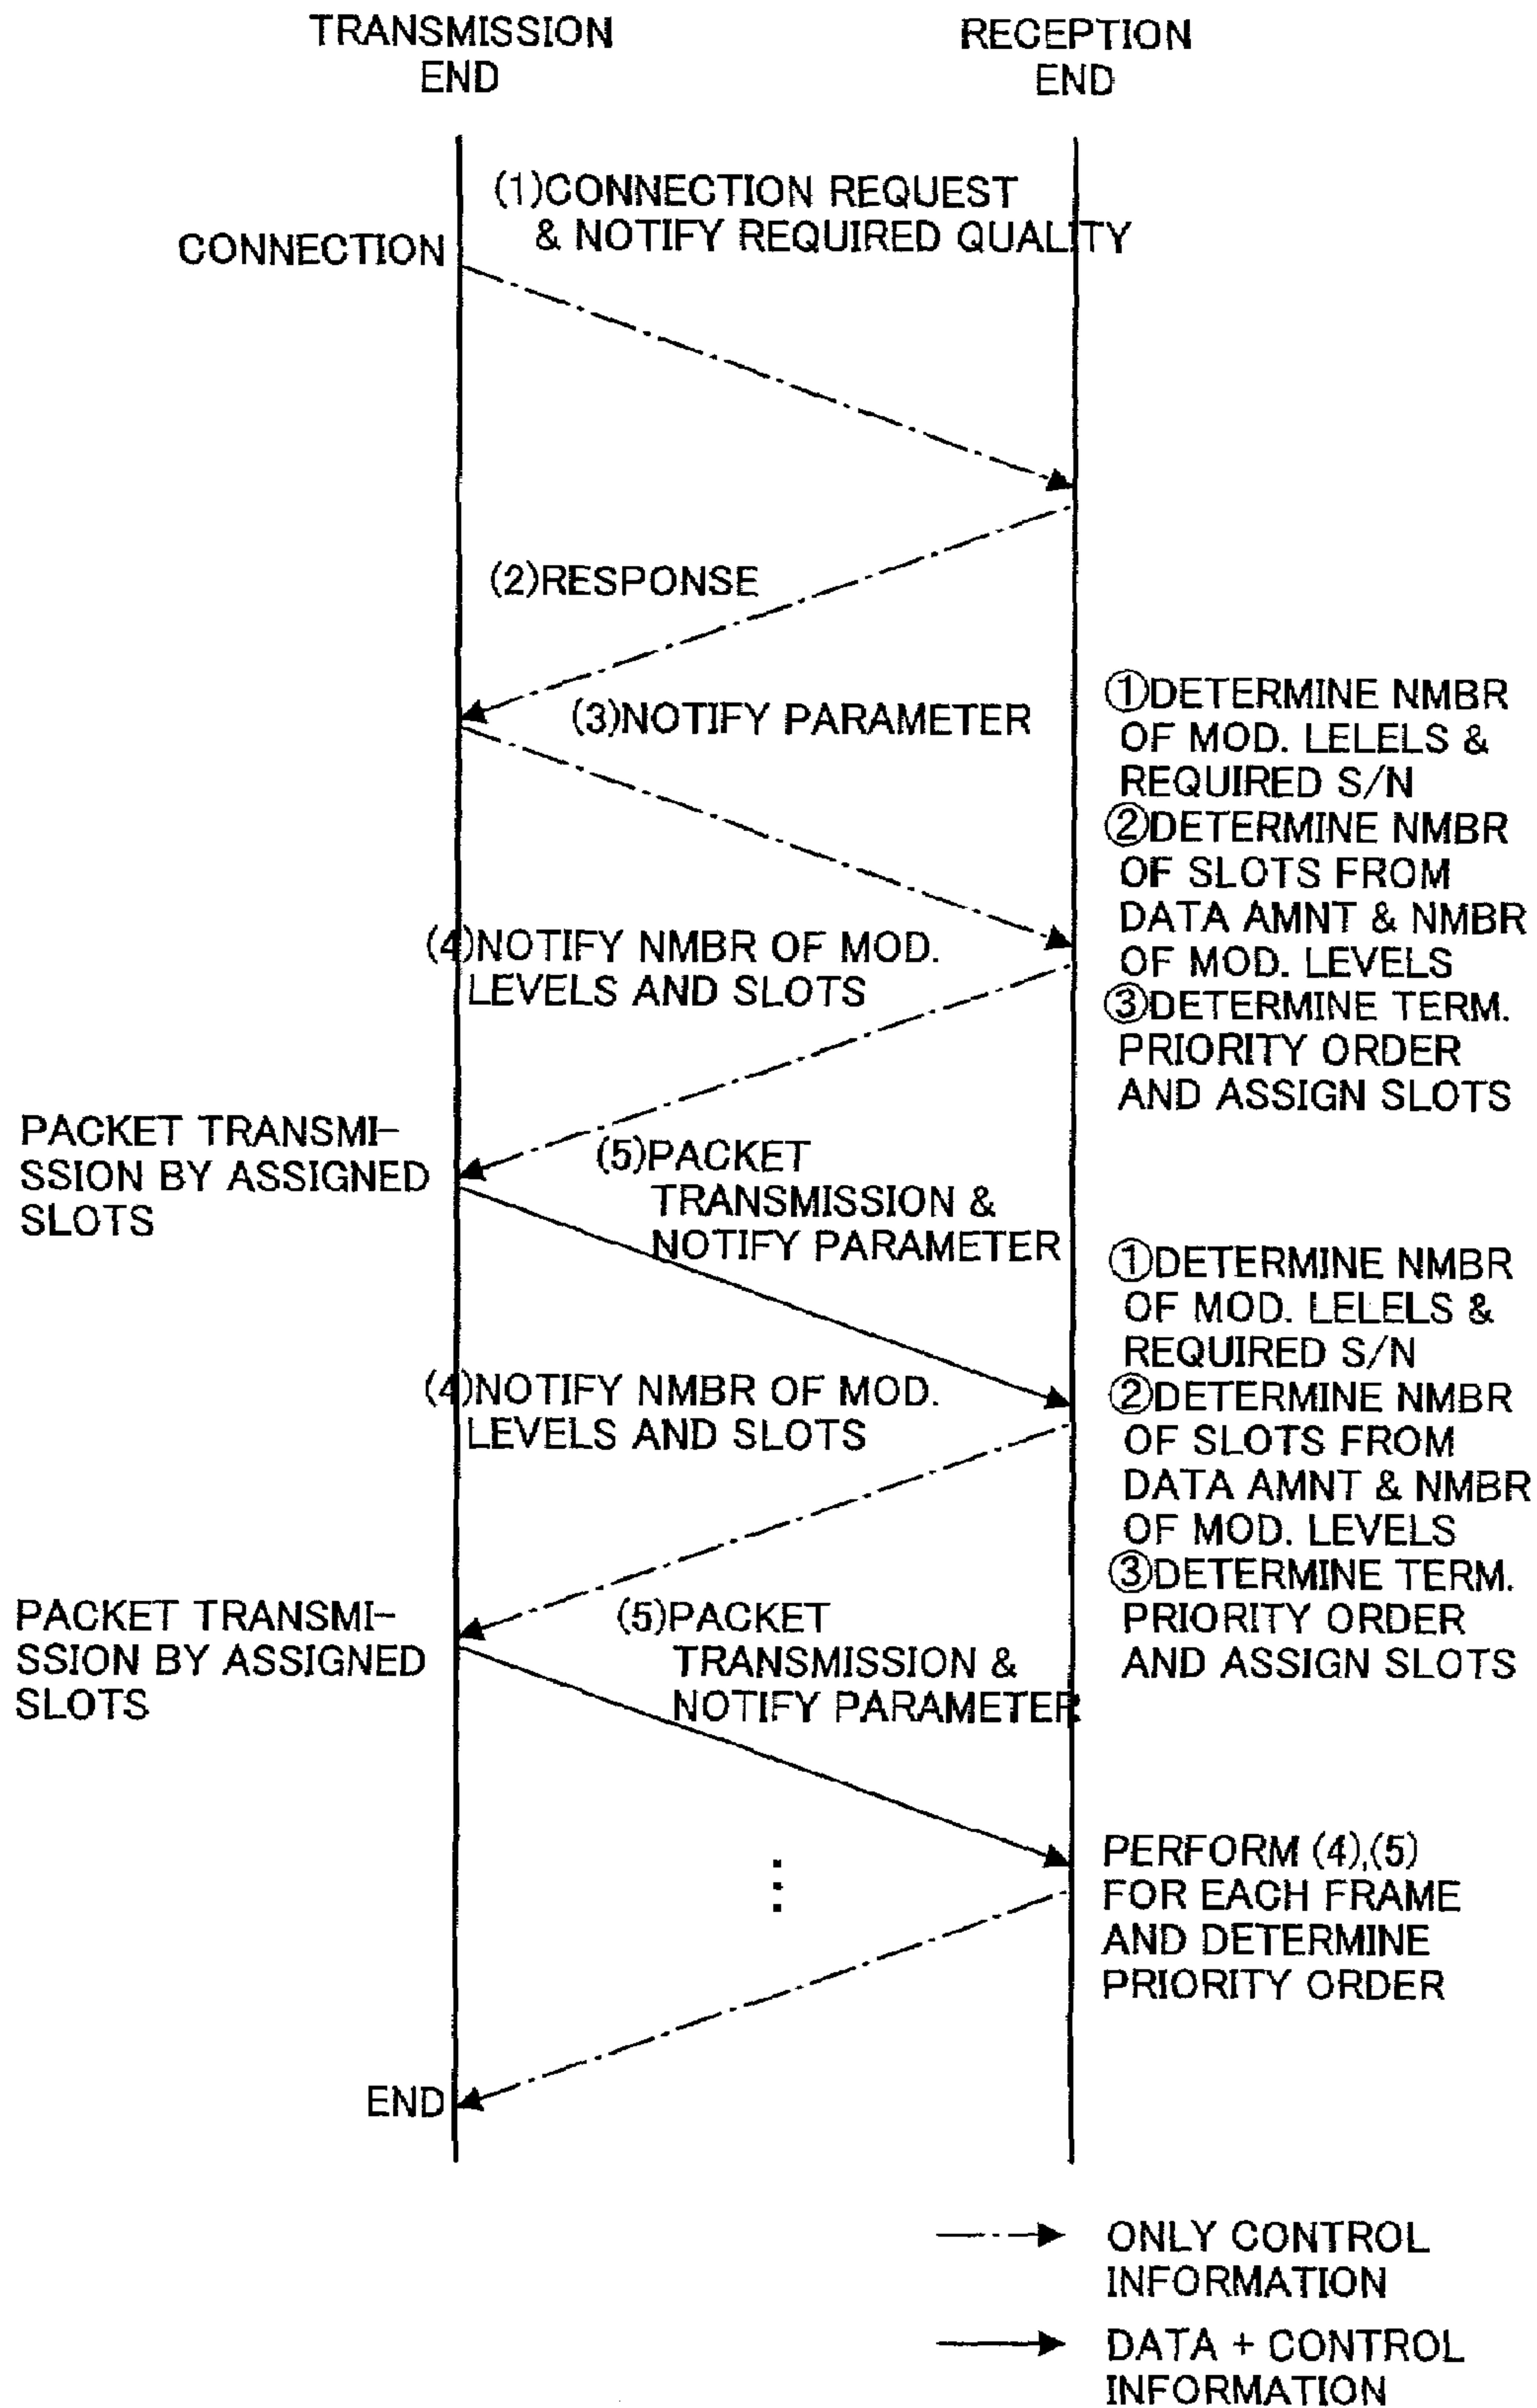 TRANSMISSION
END
RECEPTION
END
(1)CONNECTION REQUEST
& NOTIFY REQUIRED QUALITY
CONNECTION
(2)RESPONSE
(3)NOTIFY PARAMETER
①DETERMINE NMBR
OF MOD. LELELS &
REQUIRED S/N
②DETERMINE NMBR
OF SLOTS FROM
DATA AMNT & NMBR
OF MOD. LEVELS
③DETERMINE TERM.
PRIORITY ORDER
AND ASSIGN SLOTS
(4)NOTIFY NMBR OF MOD.
LEVELS AND SLOTS
PACKET TRANSMI-
SSION BY ASSIGNED
SLOTS
(5)PACKET
TRANSMISSION &
NOTIFY PARAMETER
①DETERMINE NMBR
OF MOD. LELELS &
REQUIRED S/N
②DETERMINE NMBR
OF SLOTS FROM
DATA AMNT & NMBR
OF MOD. LEVELS
③DETERMINE TERM.
PRIORITY ORDER
AND ASSIGN SLOTS
(4)NOTIFY NMBR OF MOD.
LEVELS AND SLOTS
PACKET TRANSMI-
SSION BY ASSIGNED
SLOTS
(5)PACKET
TRANSMISSION &
NOTIFY PARAMETER
PERFORM (4),(5)
FOR EACH FRAME
AND DETERMINE
PRIORITY ORDER
END
ONLY CONTROL
INFORMATION
DATA + CONTROL
INFORMATION